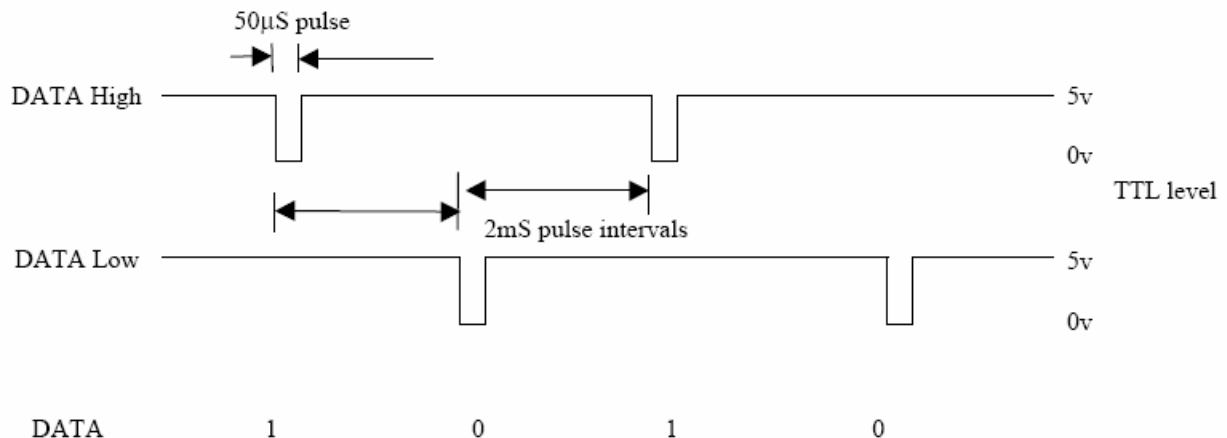 50µS pulse
DATA High
5v
0v
TTL level
2mS pulse intervals
DATA Low
5v
0v
DATA 1 0 1 0